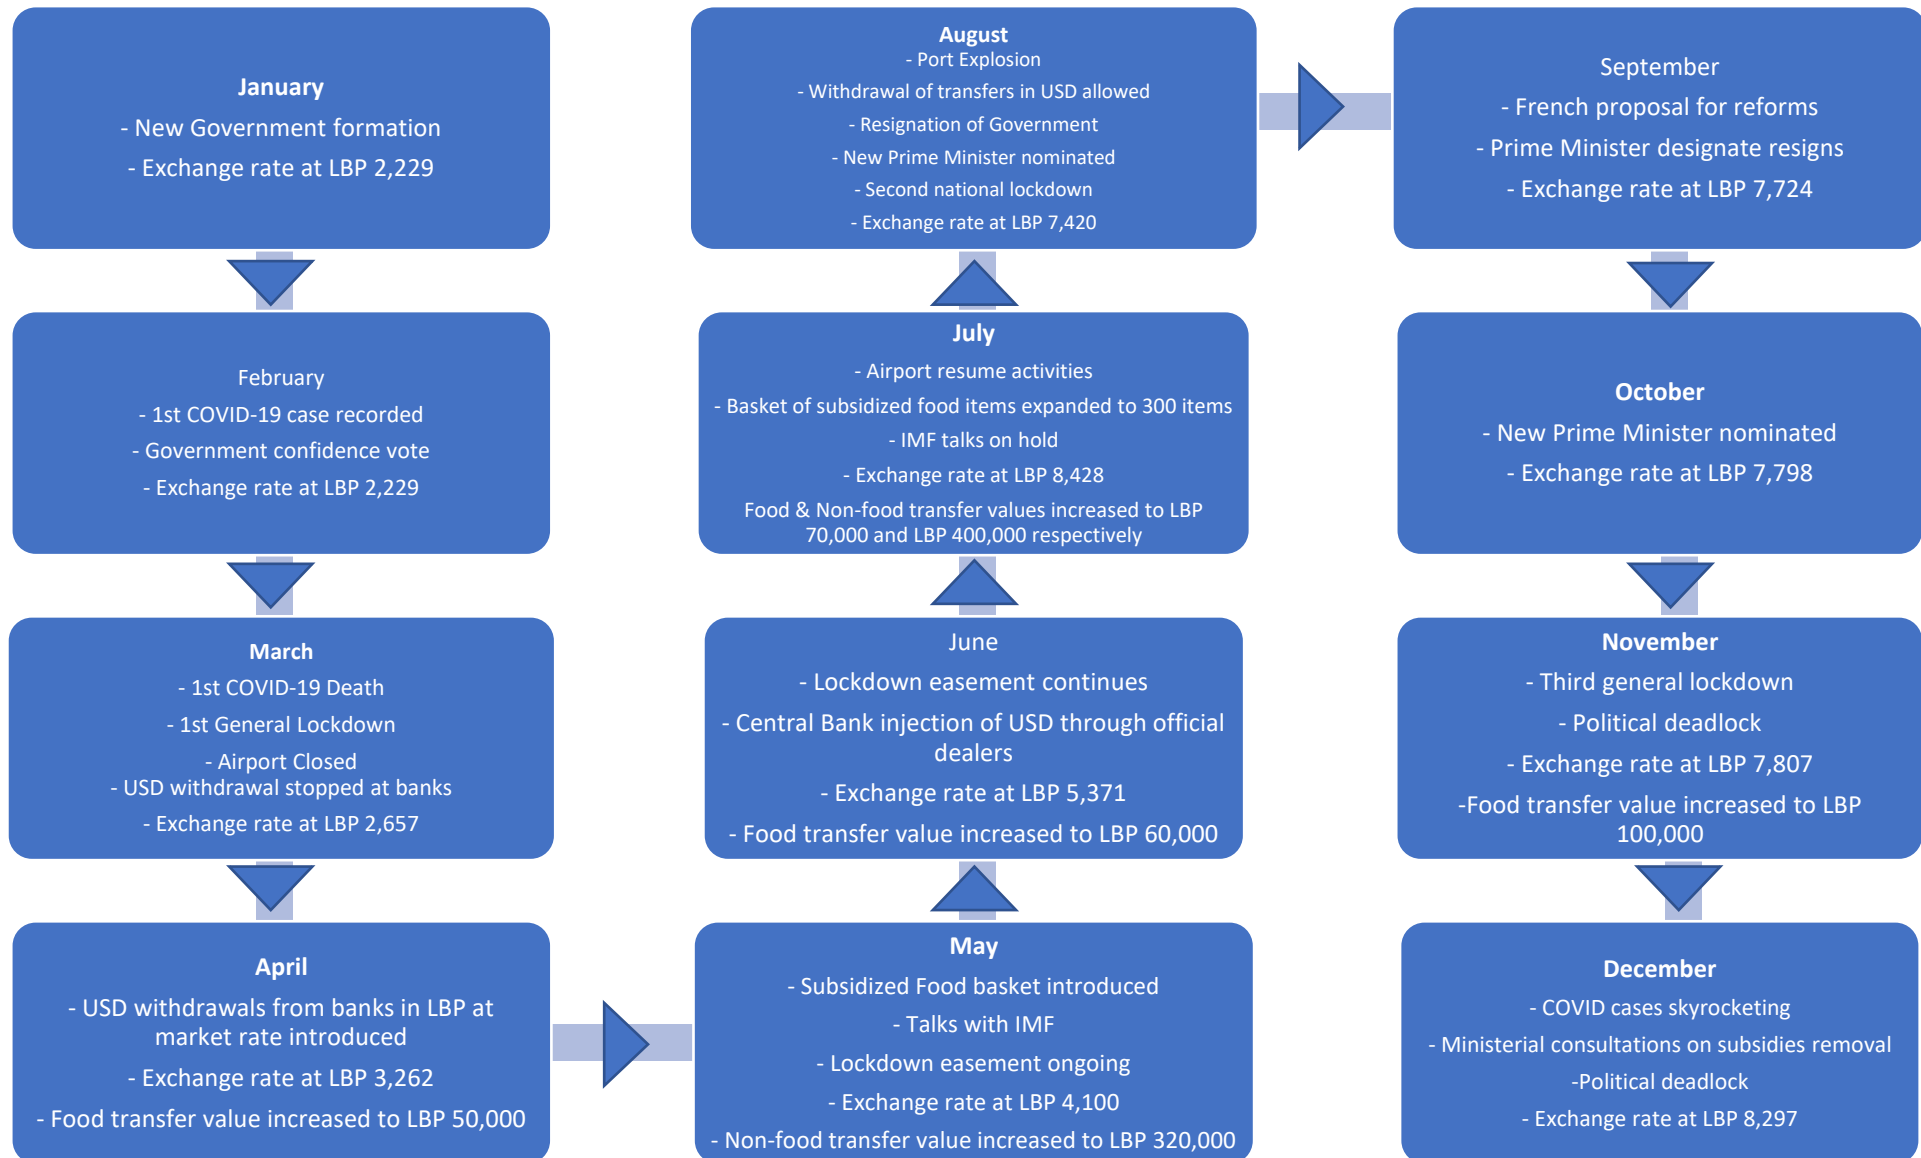 January
- New Government formation
- Exchange rate at LBP 2,229
February
- 1st COVID-19 case recorded
- Government confidence vote
- Exchange rate at LBP 2,229
March
- 1st COVID-19 Death
- 1st General Lockdown
- Airport Closed
- USD withdrawal stopped at banks
- Exchange rate at LBP 2,657
April
- USD withdrawals from banks in LBP at
market rate introduced
- Exchange rate at LBP 3,262
- Food transfer value increased to LBP 50,000
May
- Subsidized Food basket introduced
- Talks with IMF
- Lockdown easement ongoing
- Exchange rate at LBP 4,100
- Non-food transfer value increased to LBP 320,000
June
- Lockdown easement continues
- Central Bank injection of USD through official
dealers
- Exchange rate at LBP 5,371
- Food transfer value increased to LBP 60,000
July
- Airport resume activities
- Basket of subsidized food items expanded to 300 items
- IMF talks on hold
- Exchange rate at LBP 8,428
Food & Non-food transfer values increased to LBP
70,000 and LBP 400,000 respectively
August
- Port Explosion
- Withdrawal of transfers in USD allowed
- Resignation of Government
- New Prime Minister nominated
- Second national lockdown
- Exchange rate at LBP 7,420
September
- French proposal for reforms
- Prime Minister designate resigns
- Exchange rate at LBP 7,724
October
- New Prime Minister nominated
- Exchange rate at LBP 7,798
November
- Third general lockdown
- Political deadlock
- Exchange rate at LBP 7,807
-Food transfer value increased to LBP
100,000
December
- COVID cases skyrocketing
- Ministerial consultations on subsidies removal
-Political deadlock
- Exchange rate at LBP 8,297